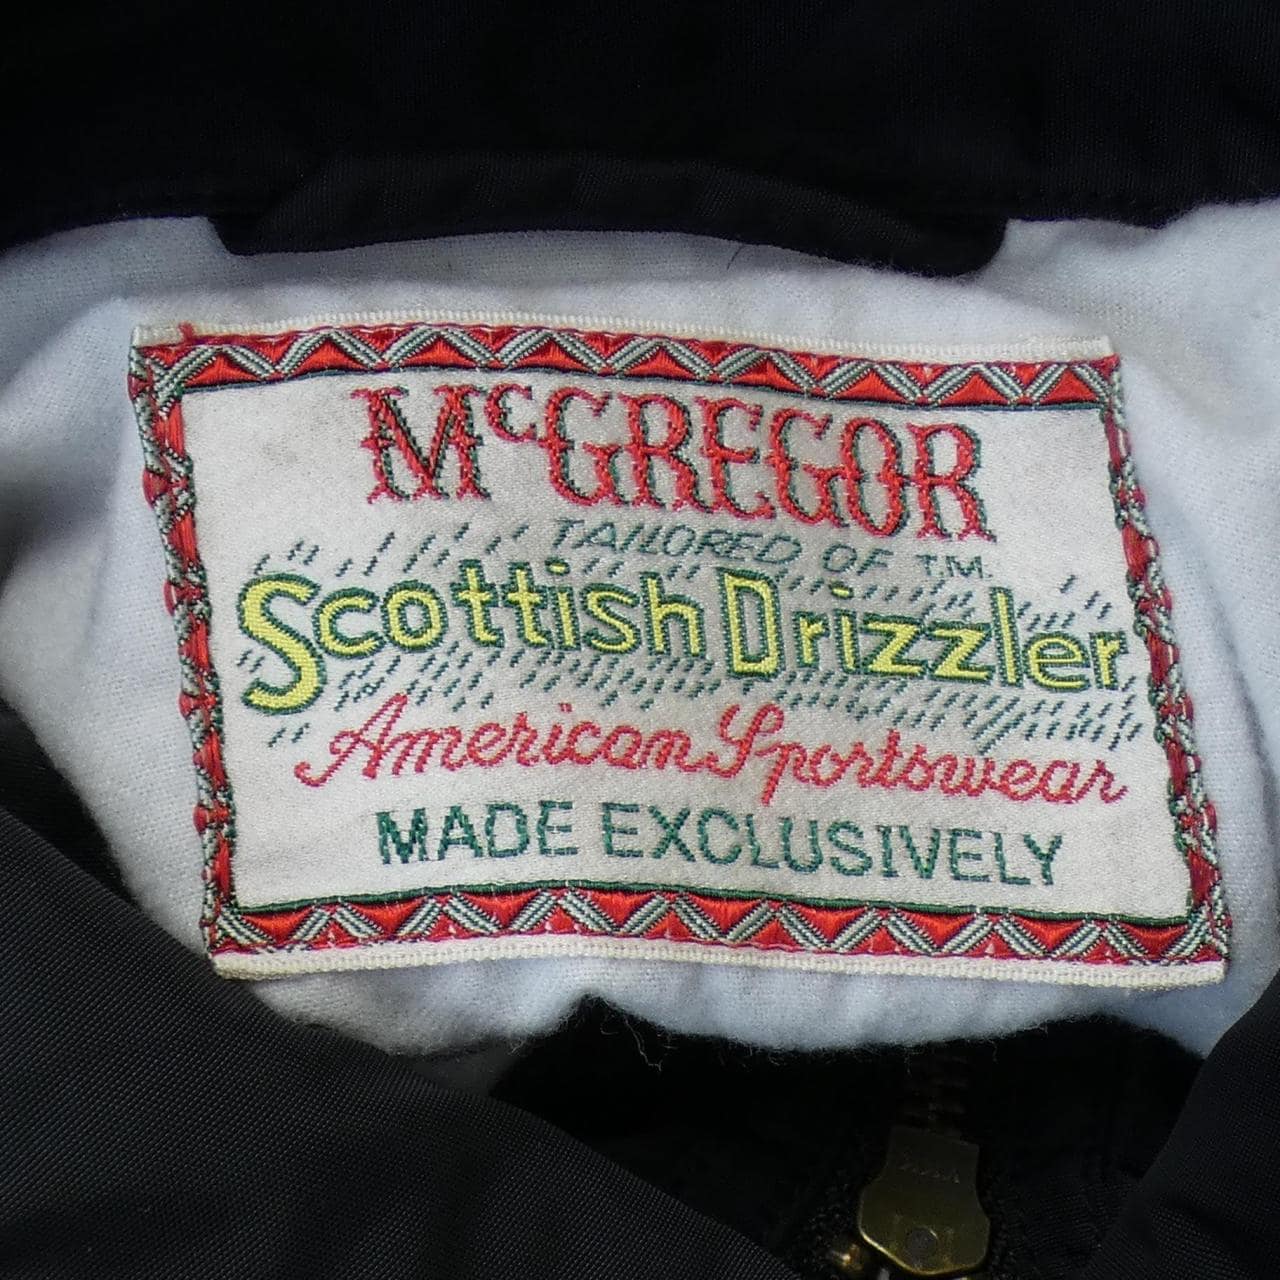 McGREGOR
TAILORED OF T.M.
Scottish Drizzler
American Sportswear
MADE EXCLUSIVELY